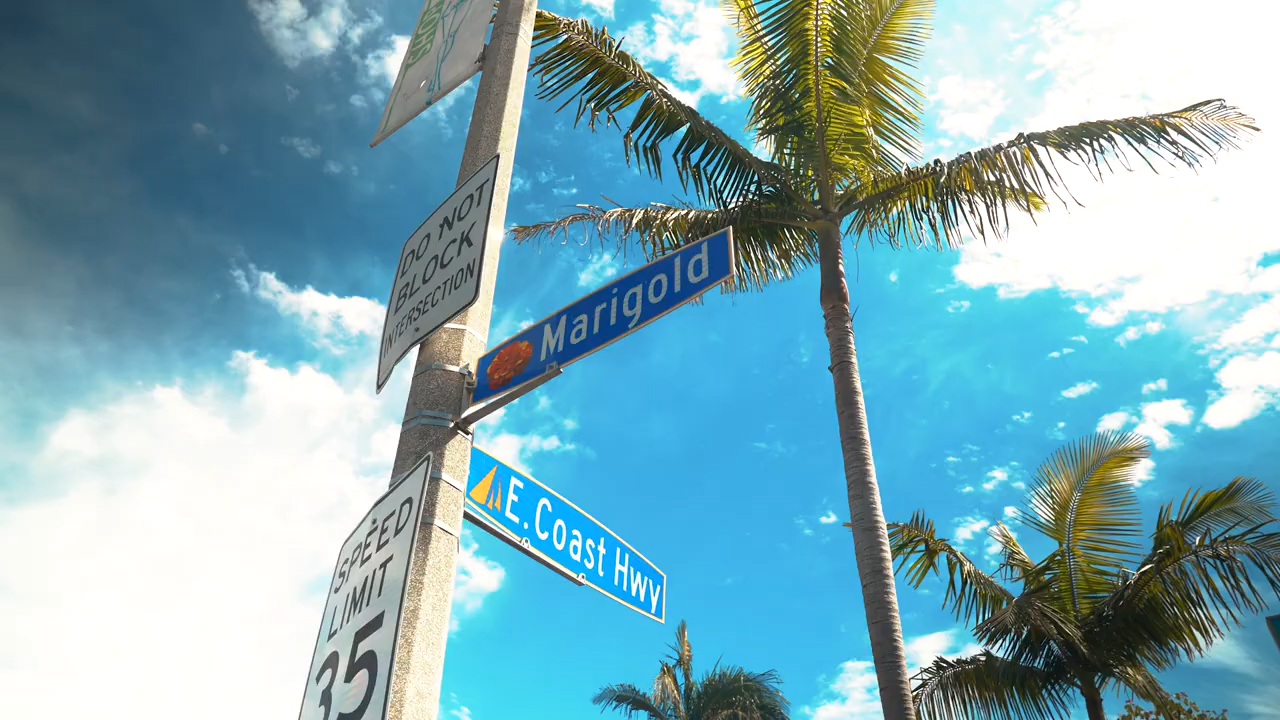 DO NOT
BLOCK
INTERSECTION
Marigold
E. Coast Hwy
SPEED
LIMIT
35